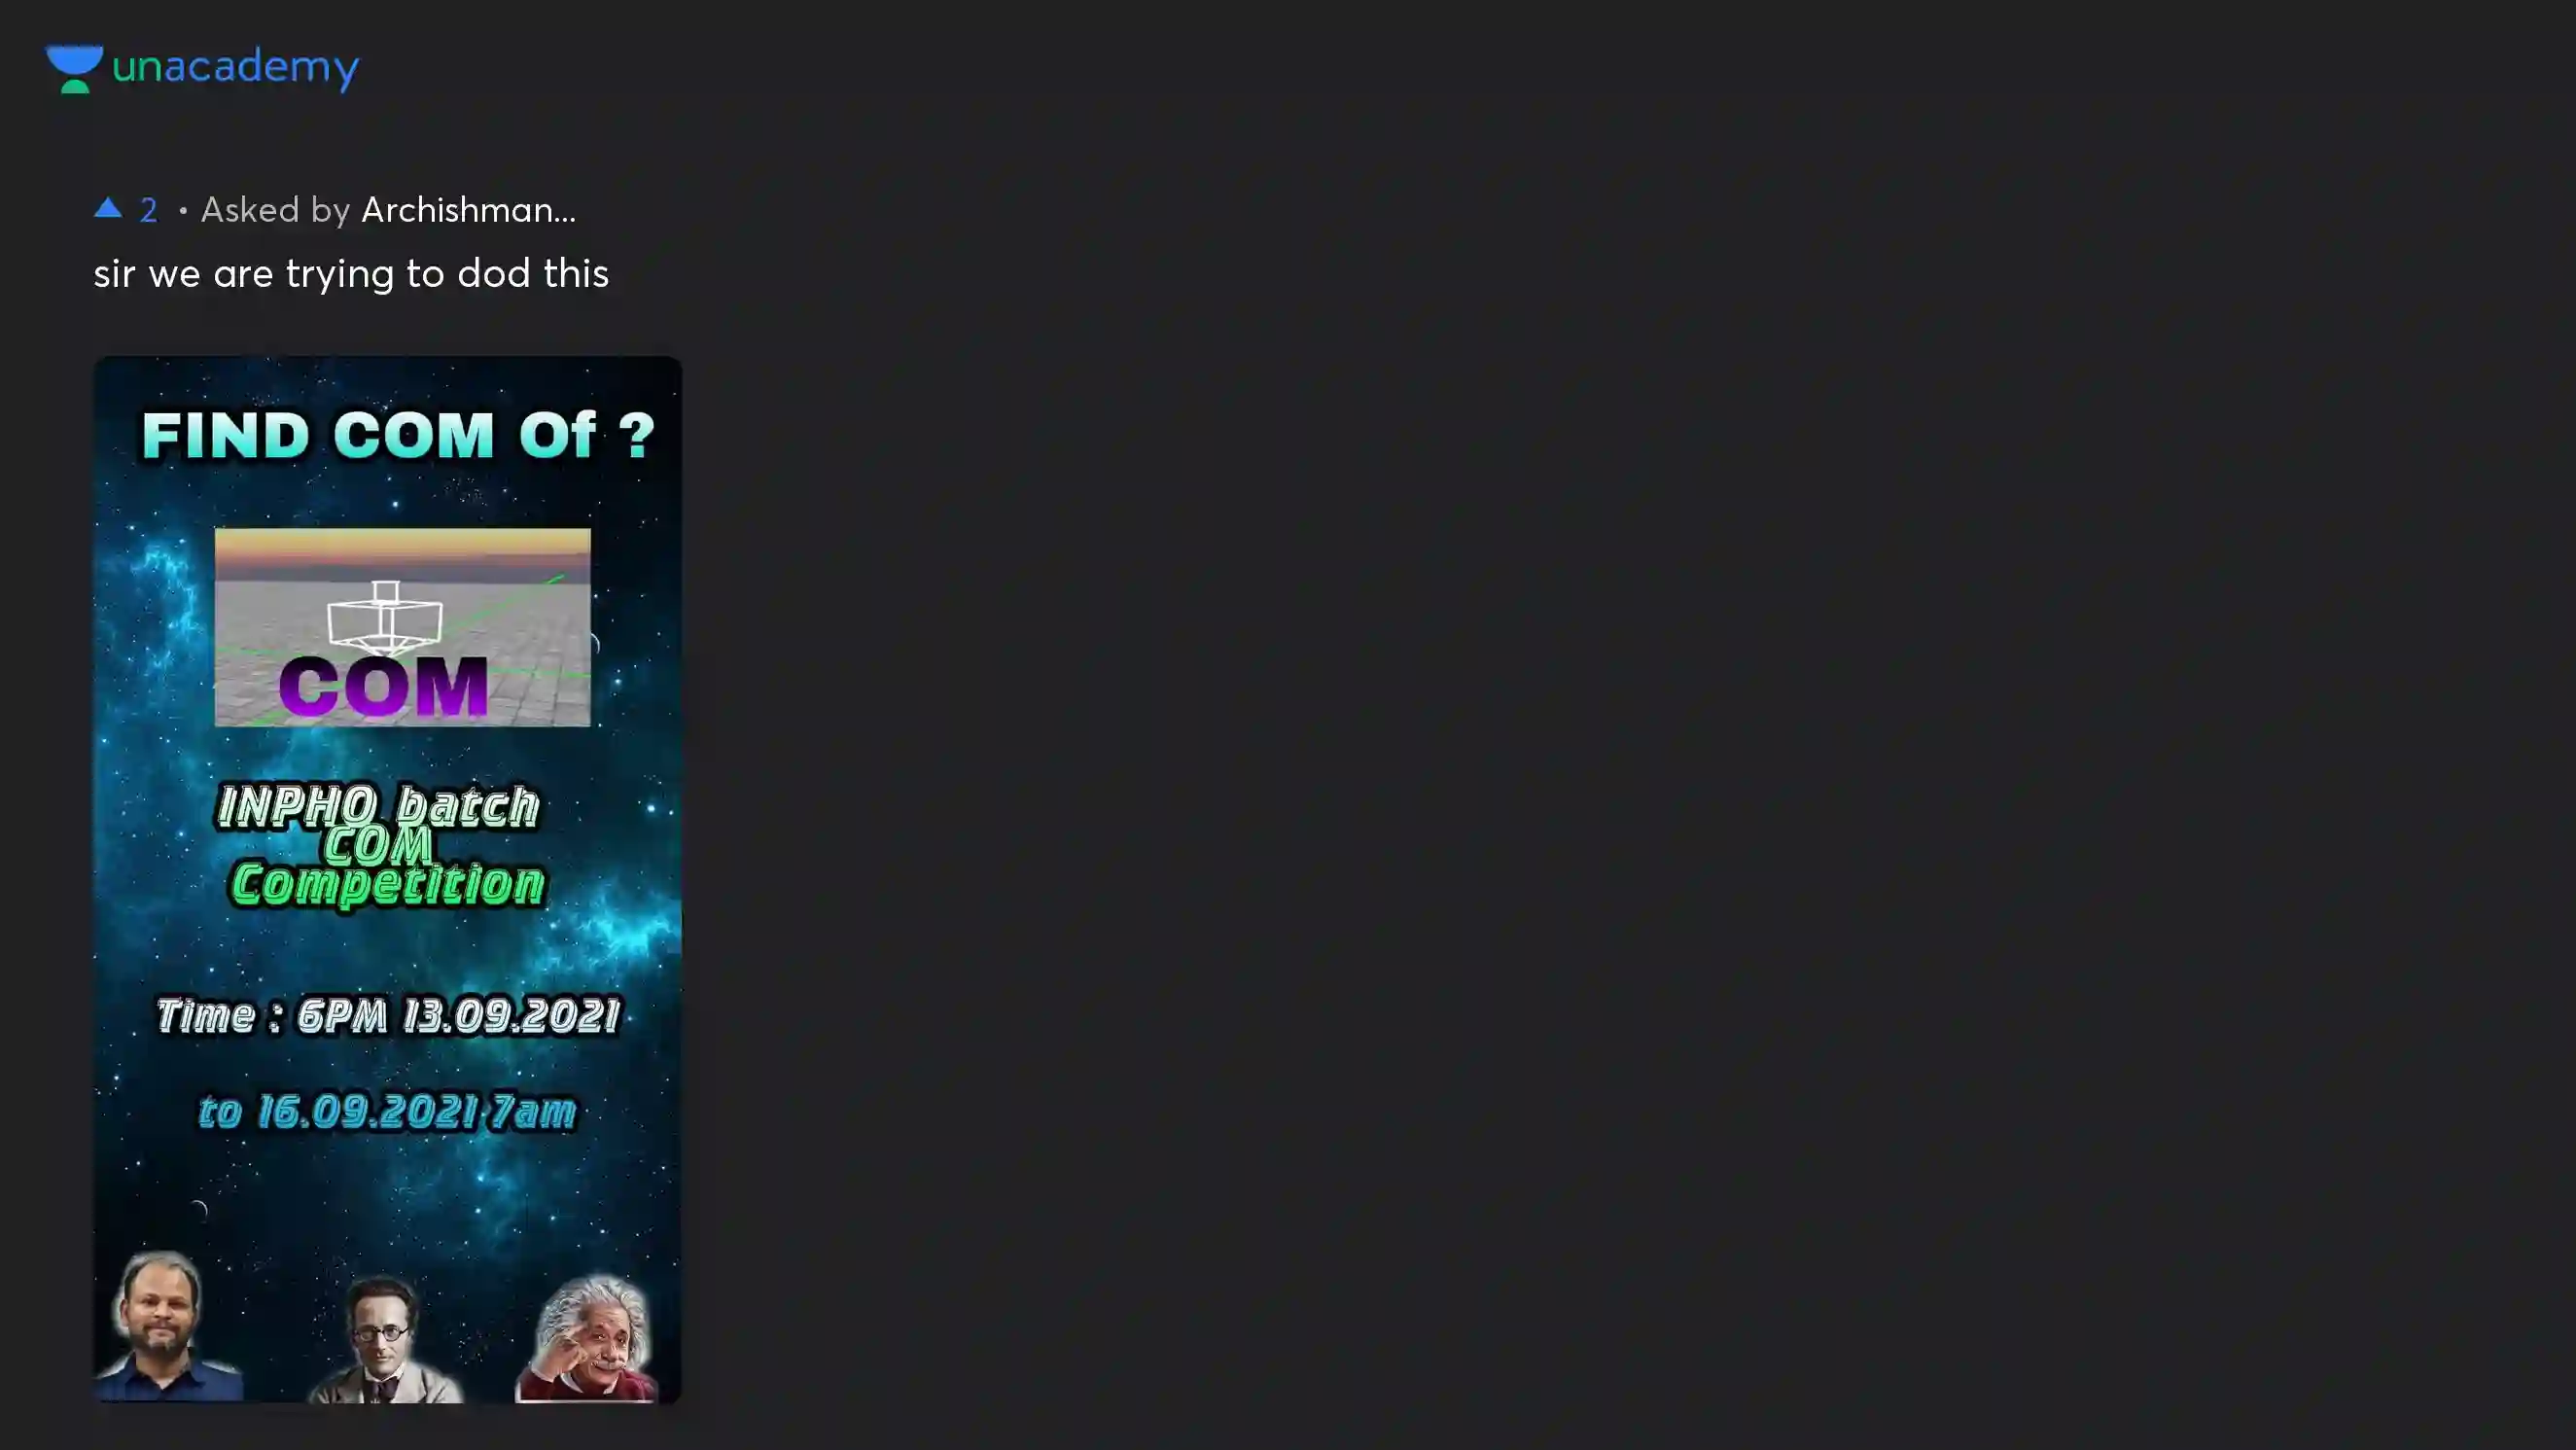 unacademy
2 • Asked by Archishman...
sir we are trying to dod this
FIND COM Of ?
COM
INPHO batch
COM
Competition
Time : 6PM 13.09.2021
to 16.09.2021 7am